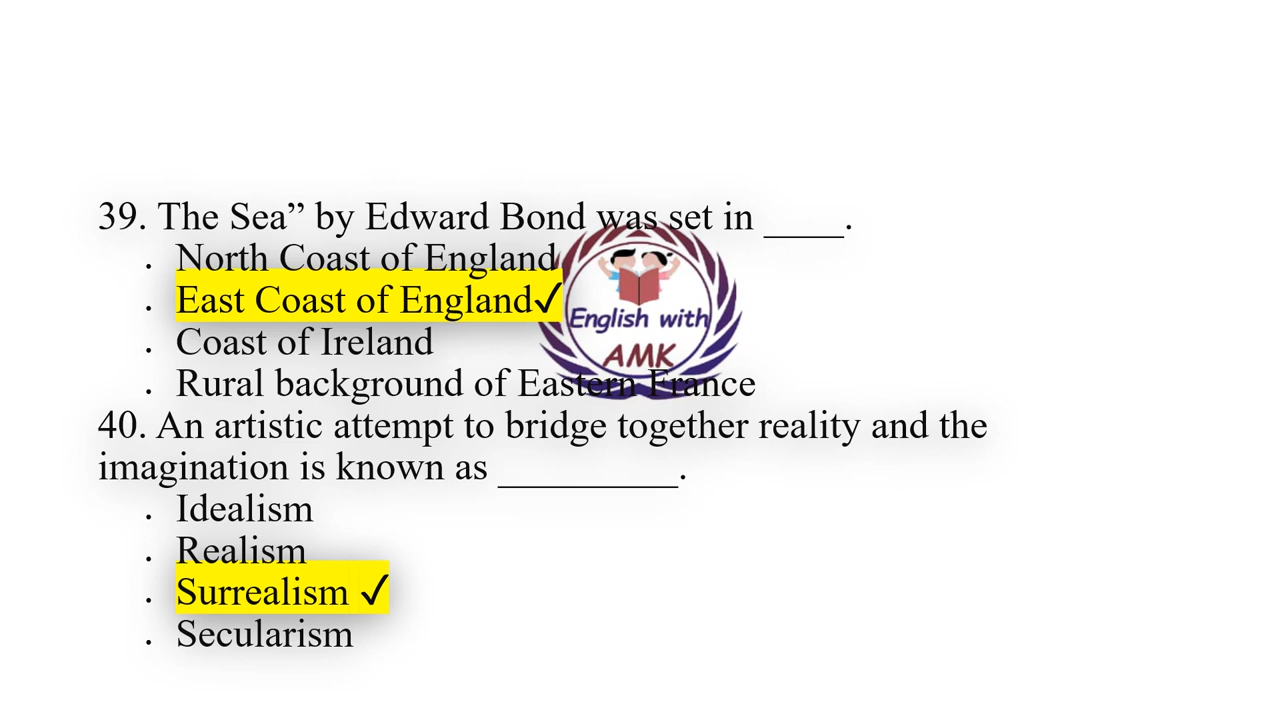 39. The Sea” by Edward Bond was set in ____.
. North Coast of England
. East Coast of England✓
. Coast of Ireland
. Rural background of Eastern France
English with
AMK
40. An artistic attempt to bridge together reality and the
imagination is known as _________.
. Idealism
. Realism
. Surrealism ✓
. Secularism